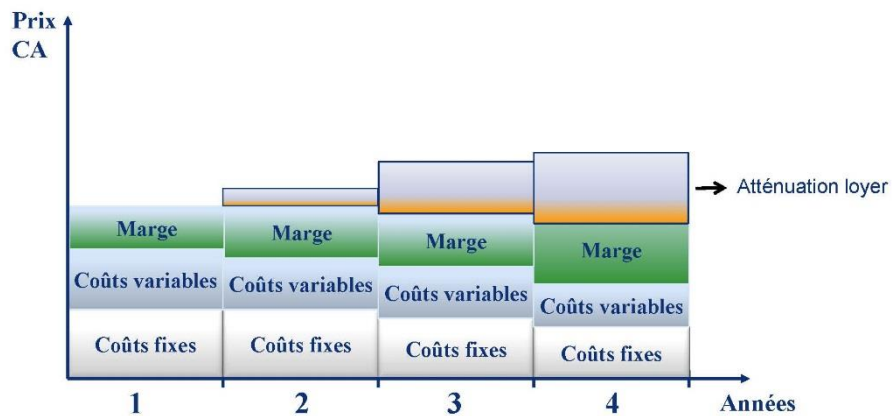 Prix
CA
Atténuation loyer
Marge
Marge
Marge
Marge
Coûts variables
Coûts variables
Coûts variables
Coûts variables
Coûts fixes
Coûts fixes
Coûts fixes
Coûts fixes
1
2
3
4
Années